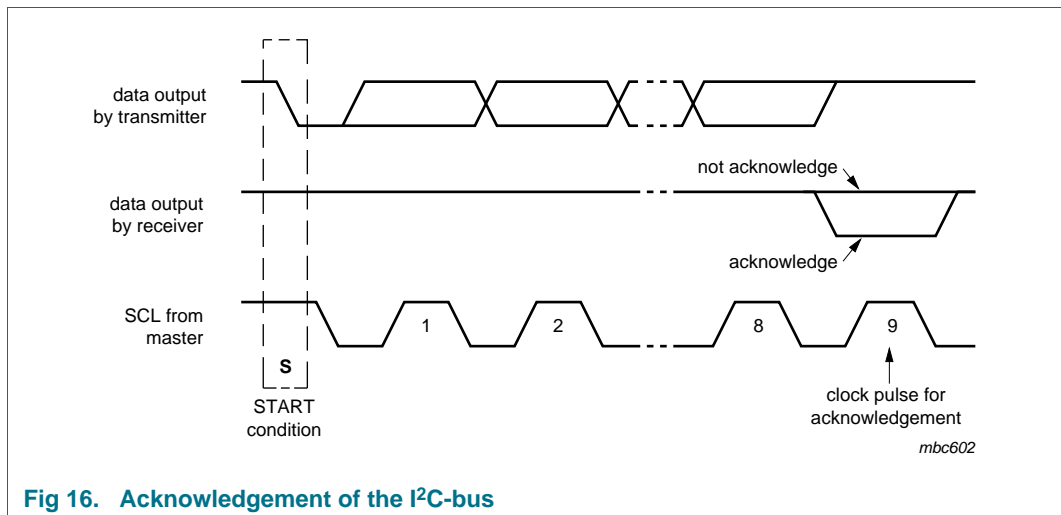 data output
by transmitter
not acknowledge
data output
by receiver
acknowledge
SCL from
master
1
2
8
9
S
START
condition
clock pulse for
acknowledgement
mbc602
Fig 16. Acknowledgement of the I²C-bus